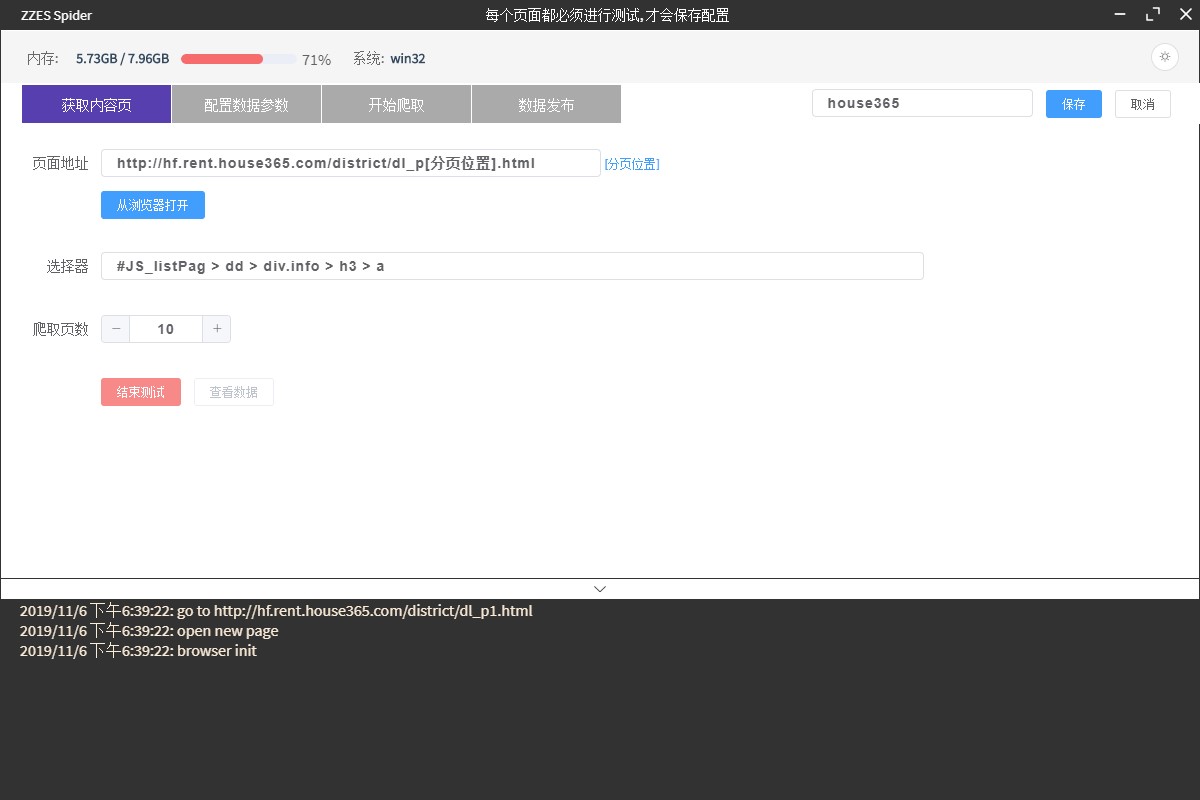 ZZES Spider 每个页面都必须进行测试,才会保存配置
内存: 5.73GB / 7.96GB 71% 系统: win32
获取内容页 配置数据参数 开始爬取 数据发布 house365 保存 取消
页面地址 http://hf.rent.house365.com/district/dl_p[分页位置].html [分页位置]
从浏览器打开
选择器 #JS_listPag > dd > div.info > h3 > a
爬取页数 − 10 +
结束测试 查看数据
2019/11/6 下午6:39:22: go to http://hf.rent.house365.com/district/dl_p1.html
2019/11/6 下午6:39:22: open new page
2019/11/6 下午6:39:22: browser init